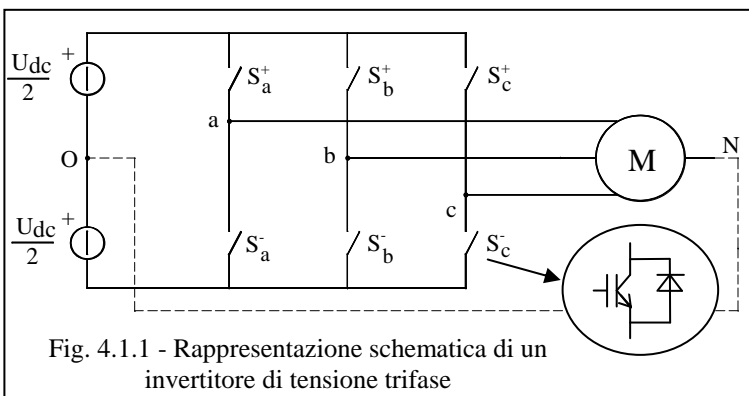 Udc + S+a S+b S+c
2
a
O b M N
c
Udc + S-a S-b S-c
2
Fig. 4.1.1 - Rappresentazione schematica di un
invertitore di tensione trifase